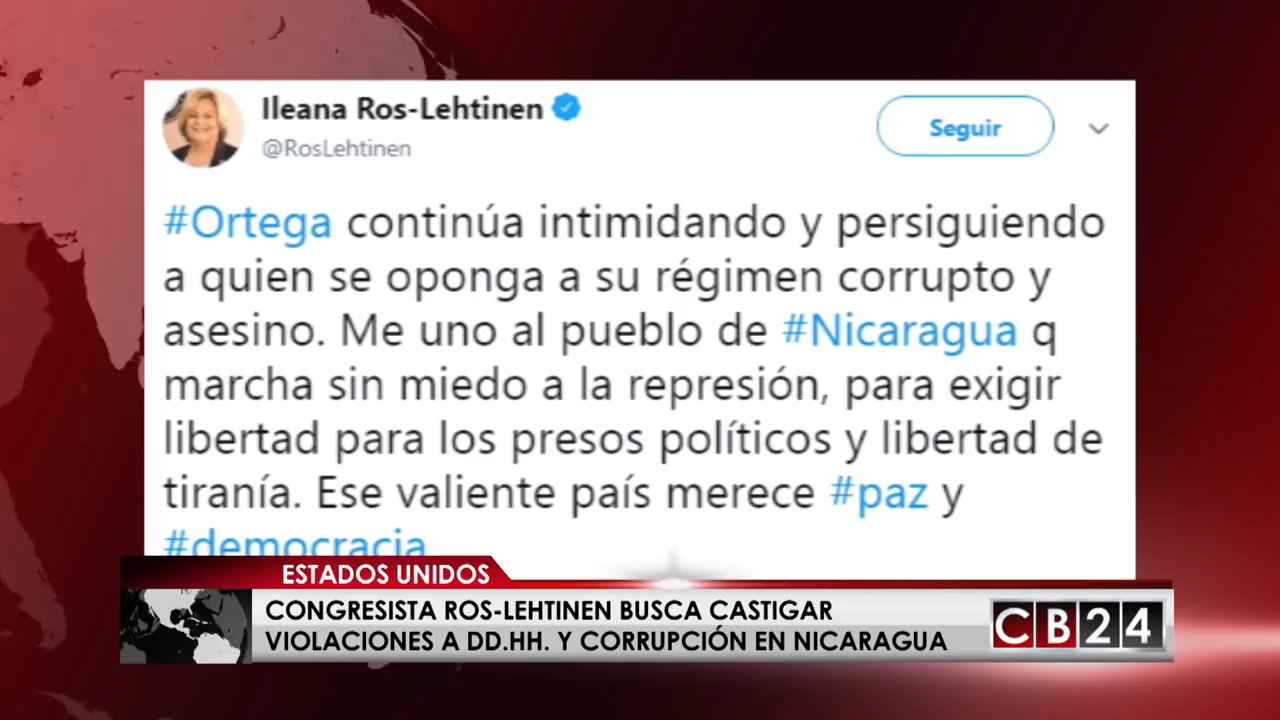 Ileana Ros-Lehtinen
@RosLehtinen
Seguir
#Ortega continúa intimidando y persiguiendo
a quien se oponga a su régimen corrupto y
asesino. Me uno al pueblo de #Nicaragua q
marcha sin miedo a la represión, para exigir
libertad para los presos políticos y libertad de
tiranía. Ese valiente país merece #paz y
#democracia
ESTADOS UNIDOS
CONGRESISTA ROS-LEHTINEN BUSCA CASTIGAR
VIOLACIONES A DD.HH. Y CORRUPCIÓN EN NICARAGUA
CB24